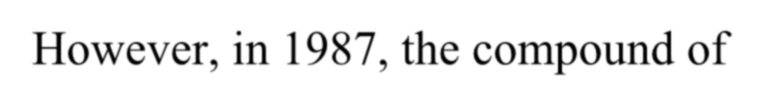 However, in 1987, the compound of